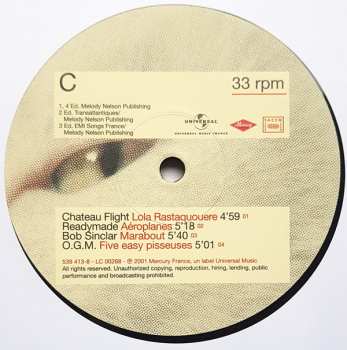 C
33 rpm
1, 4 Ed. Melody Nelson Publishing
2 Ed. Transatlantiques/
Melody Nelson Publishing
3 Ed. EMI Songs France/
Melody Nelson Publishing
UNIVERSAL
UNIVERSAL MUSIC FRANCE
Mercury
SACEM
Chateau Flight Lola Rastaquouere 4'59 01
Readymade Aéroplanes 5'18 02
Bob Sinclar Marabout 5'40 03
O.G.M. Five easy pisseuses 5'01 04
539 413-8 - LC 00268 - ℗ 2001 Mercury France, un label Universal Music
All rights reserved. Unauthorized copying, reproduction, hiring, lending, public
performance and broadcasting prohibited.